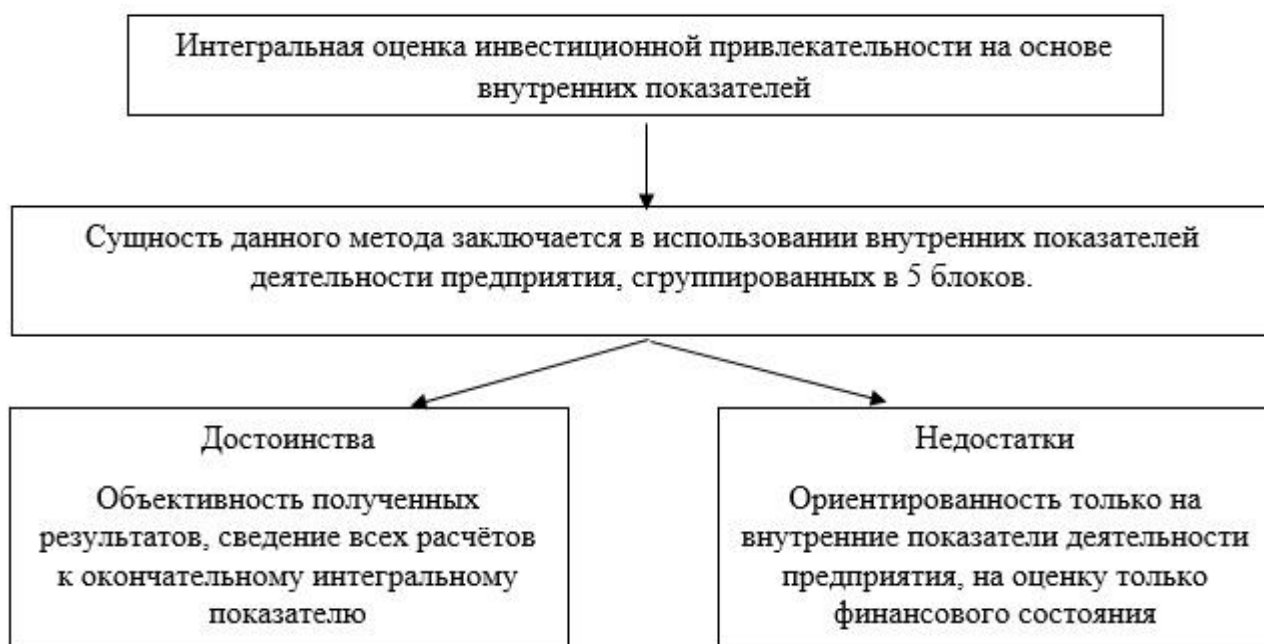 Интегральная оценка инвестиционной привлекательности на основе
внутренних показателей
Сущность данного метода заключается в использовании внутренних показателей
деятельности предприятия, сгруппированных в 5 блоков.
Достоинства
Объективность полученных
результатов, сведение всех расчётов
к окончательному интегральному
показателю
Недостатки
Ориентированность только на
внутренние показатели деятельности
предприятия, на оценку только
финансового состояния